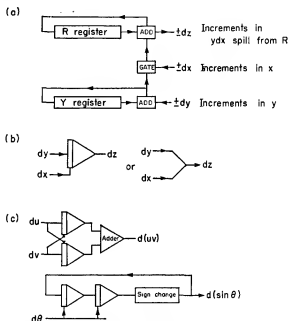 (a)
R register ADD ±dz Increments in
ydx spill from R
GATE ±dx Increments in x
Y register ADD ±dy Increments in y
(b)
dy dz or dy dz
dx dx
(c)
du
Adder d(uv)
dv
Sign change d(sin θ)
dθ